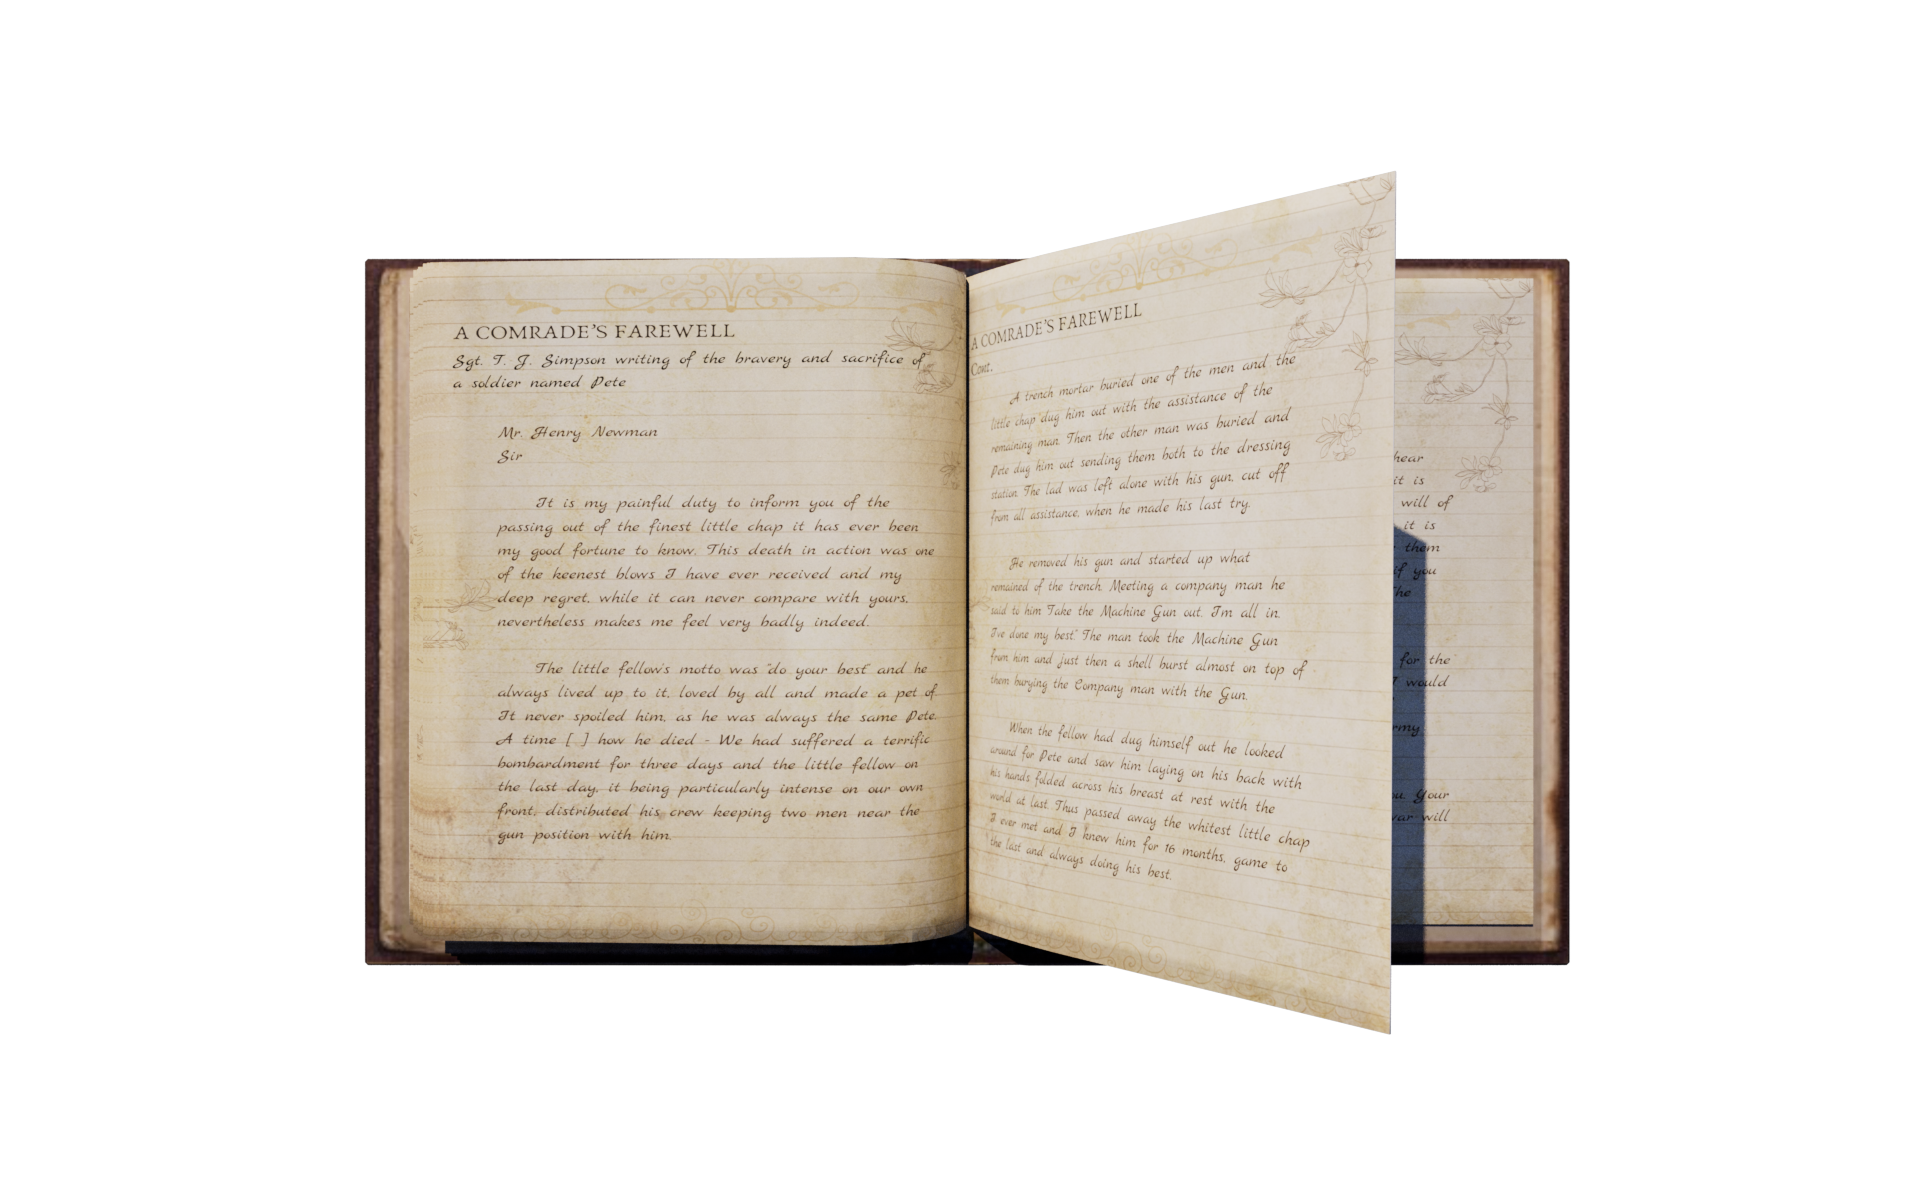 A COMRADE'S FAREWELL
Sgt. T. J. Simpson writing of the bravery and sacrifice of
a soldier named Pete
Mr. Henry Newman
Sir
It is my painful duty to inform you of the
passing out of the finest little chap it has ever been
my good fortune to know. This death in action was one
of the keenest blows I have ever received and my
deep regret, while it can never compare with yours,
nevertheless makes me feel very badly indeed.
The little fellow's motto was "do your best" and he
always lived up to it, loved by all and made a pet of.
It never spoiled him, as he was always the same Pete.
A time [ ] how he died - We had suffered a terrific
bombardment for three days and the little fellow on
the last day, it being particularly intense on our own
front, distributed his crew keeping two men near the
gun position with him.
A COMRADE'S FAREWELL
Cont.
A trench mortar buried one of the men and the
little chap dug him out with the assistance of the
remaining man. Then the other man was buried and
Pete dug him out sending them both to the dressing
station. The lad was left alone with his gun, cut off
from all assistance, when he made his last try.
He removed his gun and started up what
remained of the trench. Meeting a company man he
said to him Take the Machine Gun out, I'm all in,
I've done my best." The man took the Machine Gun
from him and just then a shell burst almost on top of
them burying the Company man with the Gun.
When the fellow had dug himself out he looked
around for Pete and saw him laying on his back with
his hands folded across his breast at rest with the
world at last. Thus passed away the whitest little chap
I ever met and I knew him for 16 months, game to
the last and always doing his best.
hear
it is
will of
it is
them
if you
for the
would
you. Your
war will